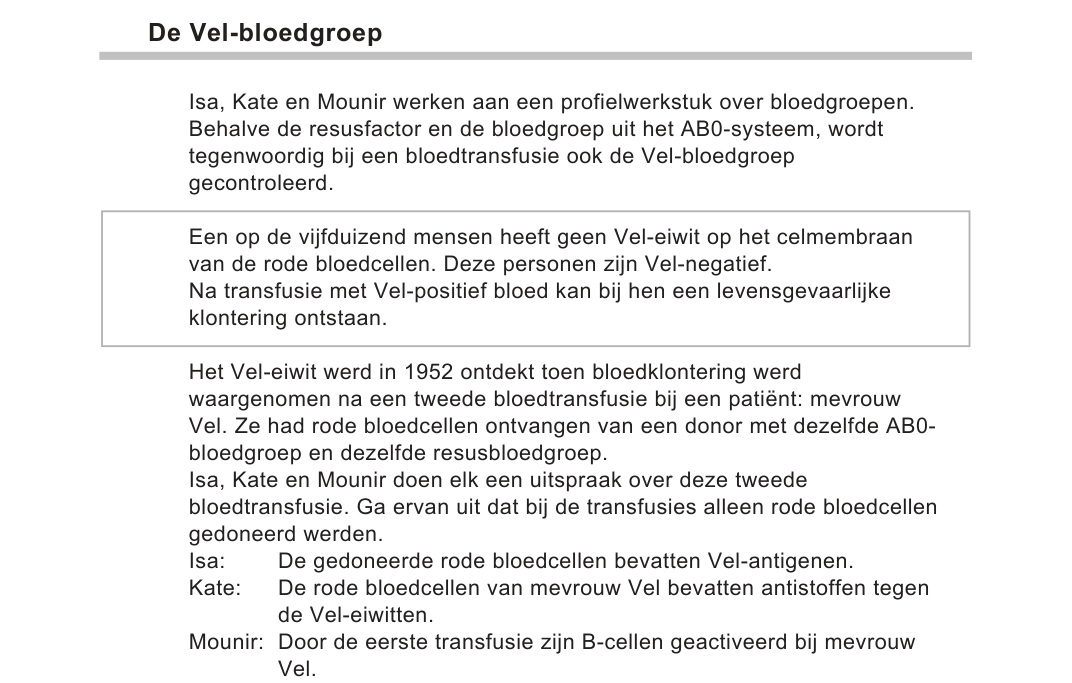 De Vel-bloedgroep
Isa, Kate en Mounir werken aan een profielwerkstuk over bloedgroepen.
Behalve de resusfactor en de bloedgroep uit het AB0-systeem, wordt
tegenwoordig bij een bloedtransfusie ook de Vel-bloedgroep
gecontroleerd.
Een op de vijfduizend mensen heeft geen Vel-eiwit op het celmembraan
van de rode bloedcellen. Deze personen zijn Vel-negatief.
Na transfusie met Vel-positief bloed kan bij hen een levensgevaarlijke
klontering ontstaan.
Het Vel-eiwit werd in 1952 ontdekt toen bloedklontering werd
waargenomen na een tweede bloedtransfusie bij een patiënt: mevrouw
Vel. Ze had rode bloedcellen ontvangen van een donor met dezelfde AB0-
bloedgroep en dezelfde resusbloedgroep.
Isa, Kate en Mounir doen elk een uitspraak over deze tweede
bloedtransfusie. Ga ervan uit dat bij de transfusies alleen rode bloedcellen
gedoneerd werden.
Isa: De gedoneerde rode bloedcellen bevatten Vel-antigenen.
Kate: De rode bloedcellen van mevrouw Vel bevatten antistoffen tegen
de Vel-eiwitten.
Mounir: Door de eerste transfusie zijn B-cellen geactiveerd bij mevrouw
Vel.